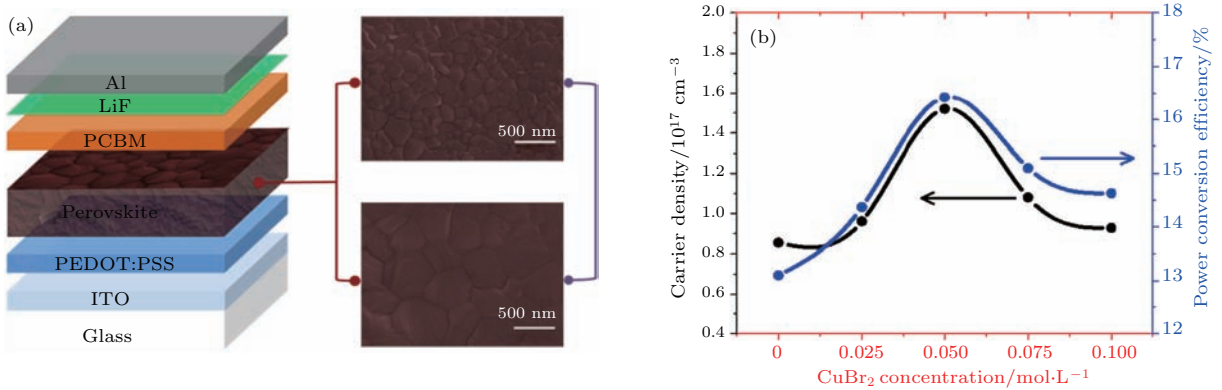 (a)
Al
LiF
PCBM
Perovskite
PEDOT:PSS
ITO
Glass
500 nm
500 nm
(b)
Carrier density/10¹⁷ cm⁻³
2.0
1.8
1.6
1.4
1.2
1.0
0.8
0.6
0.4
0
0.025
0.050
0.075
0.100
CuBr₂ concentration/mol·L⁻¹
18
17
16
15
14
13
12
Power conversion efficiency/%